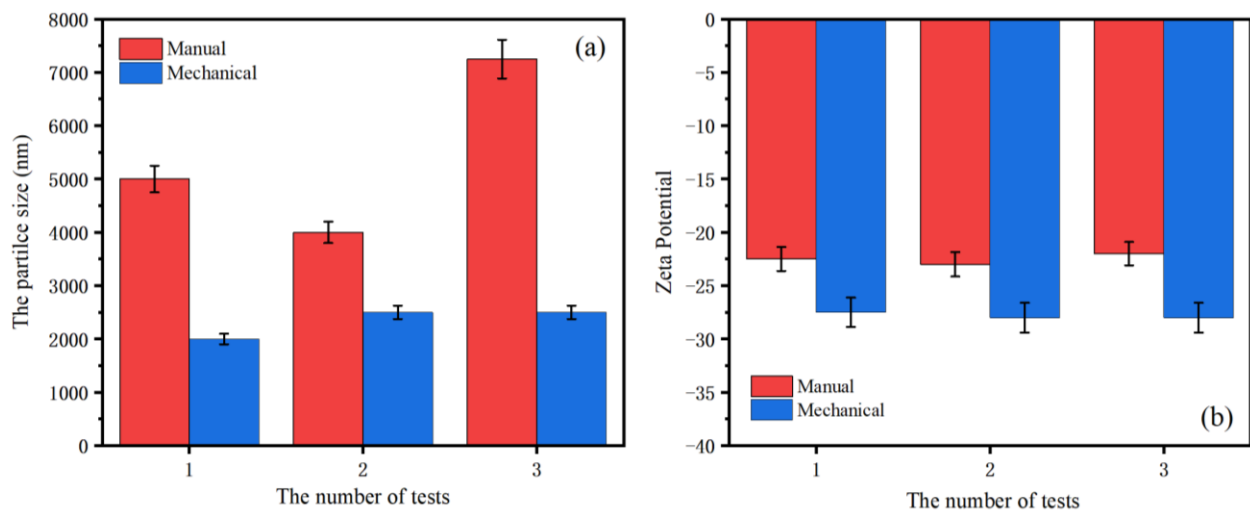 8000
7000
6000
5000
4000
3000
2000
1000
0
The partilce size (nm)
Manual
Mechanical
(a)
1 2 3
The number of tests
0
−5
−10
−15
−20
−25
−30
−35
−40
Zeta Potential
Manual
Mechanical
(b)
1 2 3
The number of tests